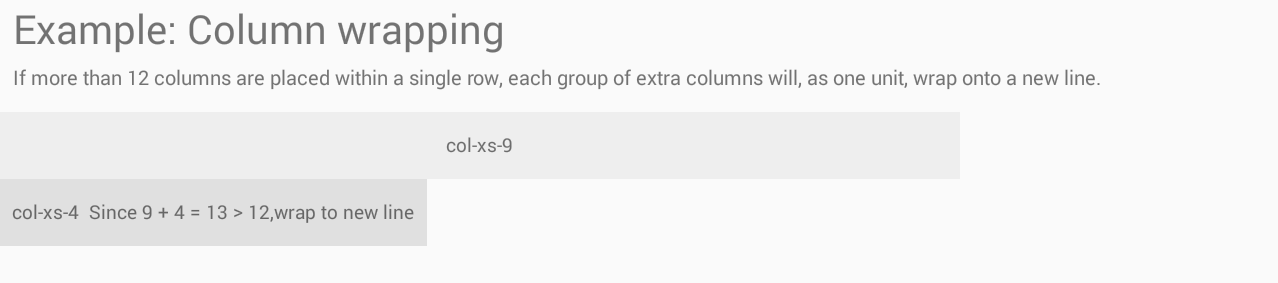 Example: Column wrapping
If more than 12 columns are placed within a single row, each group of extra columns will, as one unit, wrap onto a new line.
col-xs-9
col-xs-4  Since 9 + 4 = 13 > 12,wrap to new line